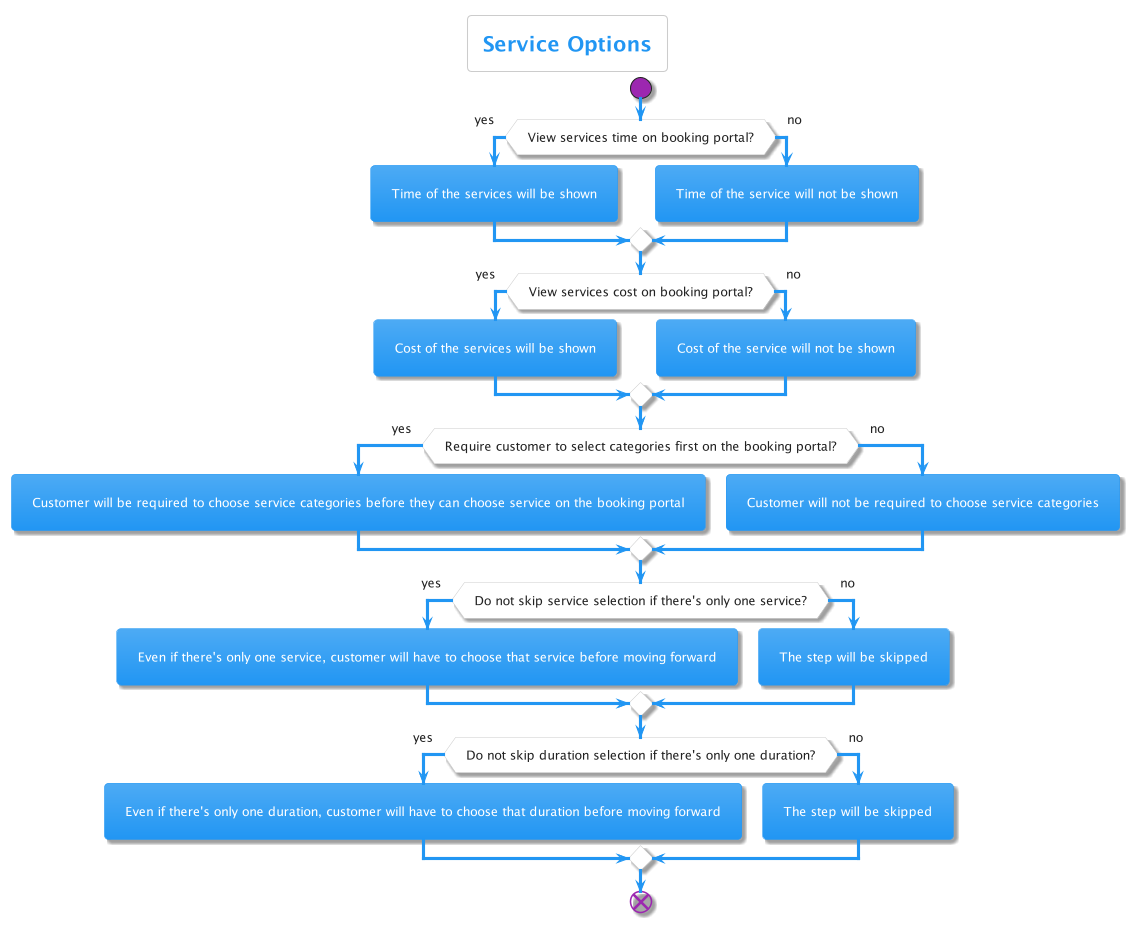 Service Options
yes
no
View services time on booking portal?
Time of the services will be shown
Time of the service will not be shown
yes
no
View services cost on booking portal?
Cost of the services will be shown
Cost of the service will not be shown
yes
no
Require customer to select categories first on the booking portal?
Customer will be required to choose service categories before they can choose service on the booking portal
Customer will not be required to choose service categories
yes
no
Do not skip service selection if there's only one service?
Even if there's only one service, customer will have to choose that service before moving forward
The step will be skipped
yes
no
Do not skip duration selection if there's only one duration?
Even if there's only one duration, customer will have to choose that duration before moving forward
The step will be skipped